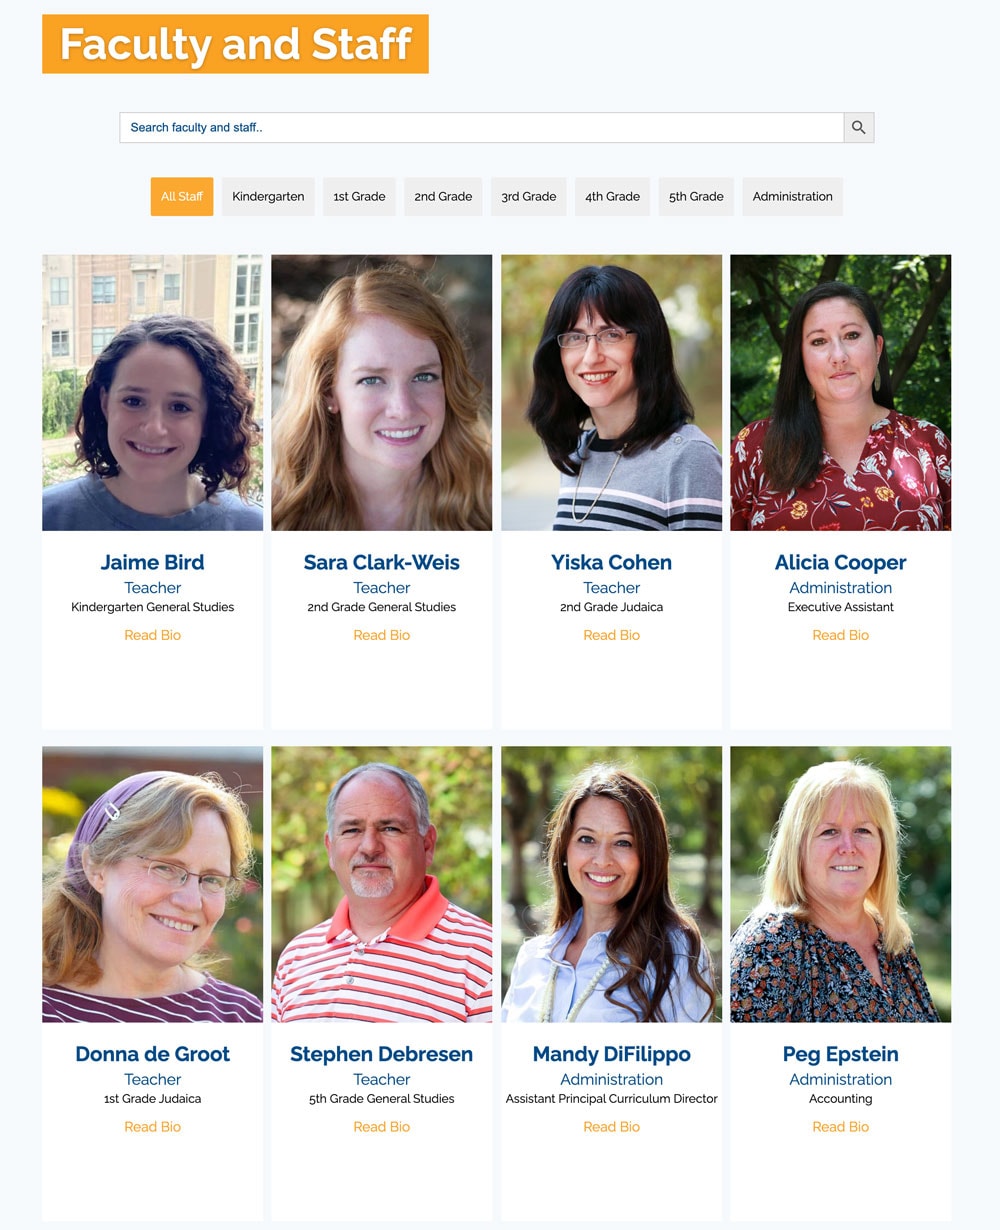 Faculty and Staff
Search faculty and staff..
All Staff
Kindergarten
1st Grade
2nd Grade
3rd Grade
4th Grade
5th Grade
Administration
Jaime Bird
Teacher
Kindergarten General Studies
Read Bio
Sara Clark-Weis
Teacher
2nd Grade General Studies
Read Bio
Yiska Cohen
Teacher
2nd Grade Judaica
Read Bio
Alicia Cooper
Administration
Executive Assistant
Read Bio
Donna de Groot
Teacher
1st Grade Judaica
Read Bio
Stephen Debresen
Teacher
5th Grade General Studies
Read Bio
Mandy DiFilippo
Administration
Assistant Principal Curriculum Director
Read Bio
Peg Epstein
Administration
Accounting
Read Bio